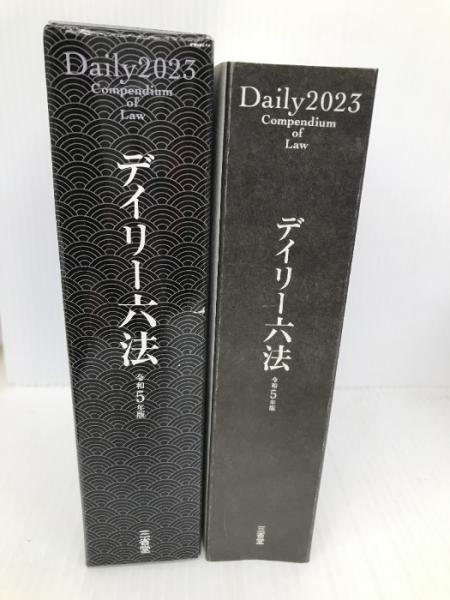 Daily2023
Compendium
of
Law
デイリー六法
令和5年版
三省堂
Daily2023
Compendium
of
Law
デイリー六法
令和5年版
三省堂